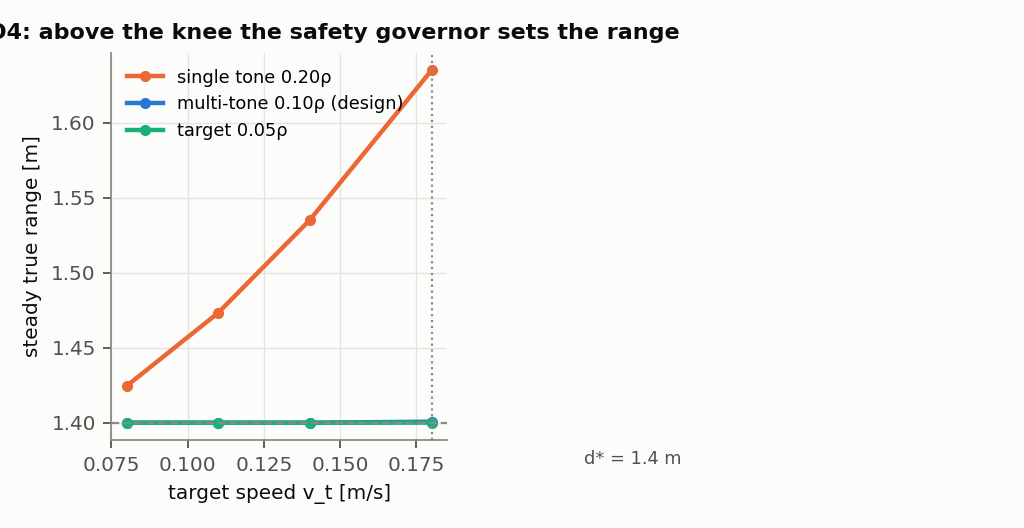 4: above the knee the safety governor sets the range
single tone 0.20ρ
multi-tone 0.10ρ (design)
target 0.05ρ
steady true range [m]
1.60
1.55
1.50
1.45
1.40
0.075 0.100 0.125 0.150 0.175
target speed v_t [m/s]
d* = 1.4 m